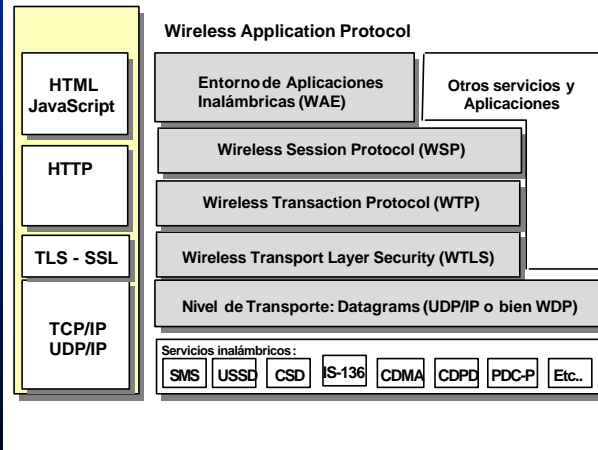 Wireless Application Protocol
HTML
JavaScript
HTTP
TLS - SSL
TCP/IP
UDP/IP
Entorno de Aplicaciones
Inalámbricas (WAE)
Otros servicios y
Aplicaciones
Wireless Session Protocol (WSP)
Wireless Transaction Protocol (WTP)
Wireless Transport Layer Security (WTLS)
Nivel de Transporte: Datagrams (UDP/IP o bien WDP)
Servicios inalámbricos:
SMS USSD CSD IS-136 CDMA CDPD PDC-P Etc..